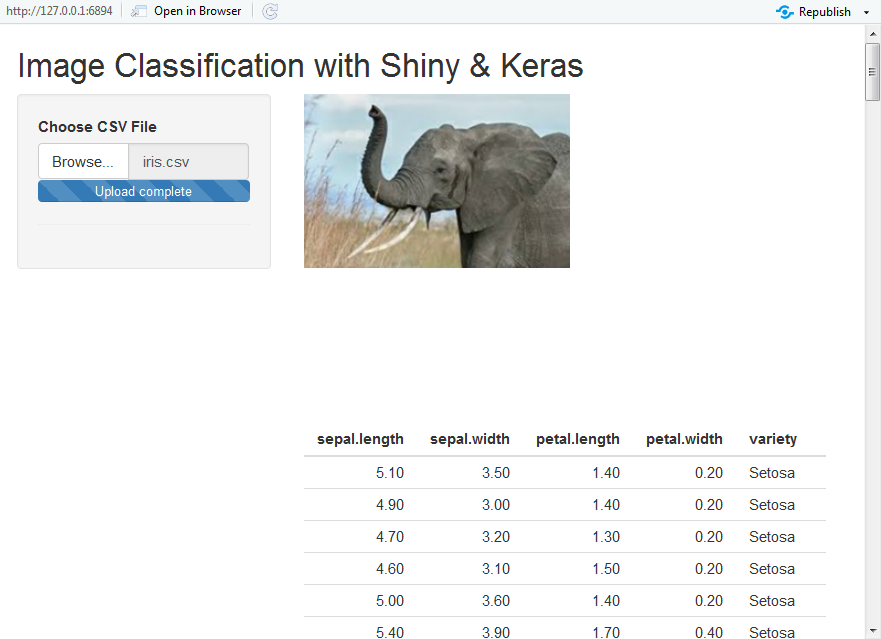 http://127.0.0.1:6894 Open in Browser Republish
Image Classification with Shiny & Keras
Choose CSV File
Browse... iris.csv
Upload complete
sepal.length sepal.width petal.length petal.width variety
5.10 3.50 1.40 0.20 Setosa
4.90 3.00 1.40 0.20 Setosa
4.70 3.20 1.30 0.20 Setosa
4.60 3.10 1.50 0.20 Setosa
5.00 3.60 1.40 0.20 Setosa
5.40 3.90 1.70 0.40 Setosa